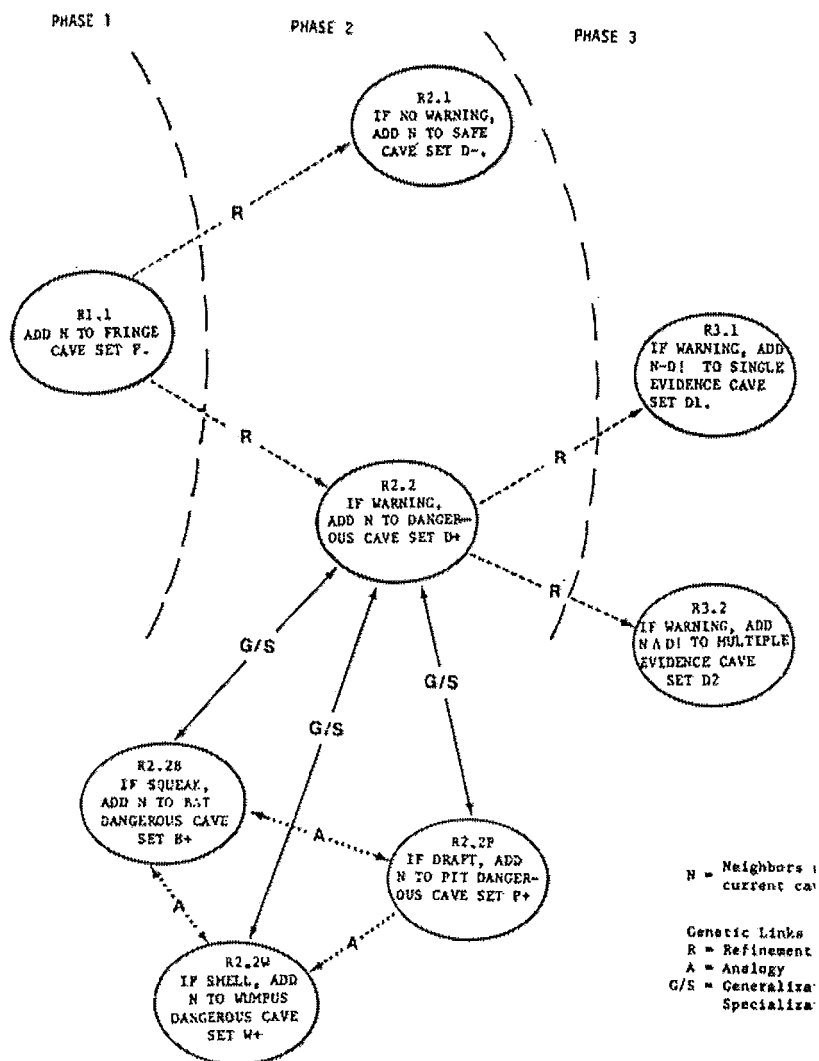 PHASE 1
PHASE 2
PHASE 3
R2.1
IF NO WARNING,
ADD N TO SAFE
CAVE SET D-.
R
R1.1
ADD N TO FRINGE
CAVE SET F.
R
R3.1
IF WARNING, ADD
N-D! TO SINGLE
EVIDENCE CAVE
SET D1.
R
R2.2
IF WARNING,
ADD N TO DANGER-
OUS CAVE SET D+
R
R3.2
IF WARNING, ADD
N∧D! TO MULTIPLE
EVIDENCE CAVE
SET D2
G/S
G/S
G/S
R2.2B
IF SQUEAK,
ADD N TO BAT
DANGEROUS CAVE
SET B+
A
R2.2P
IF DRAFT, ADD
N TO PIT DANGER-
OUS CAVE SET P+
A
A
R2.2W
IF SMELL, ADD
N TO WUMPUS
DANGEROUS CAVE
SET W+
N = Neighbors
current
Genetic Links
R = Refinement
A = Analogy
G/S =